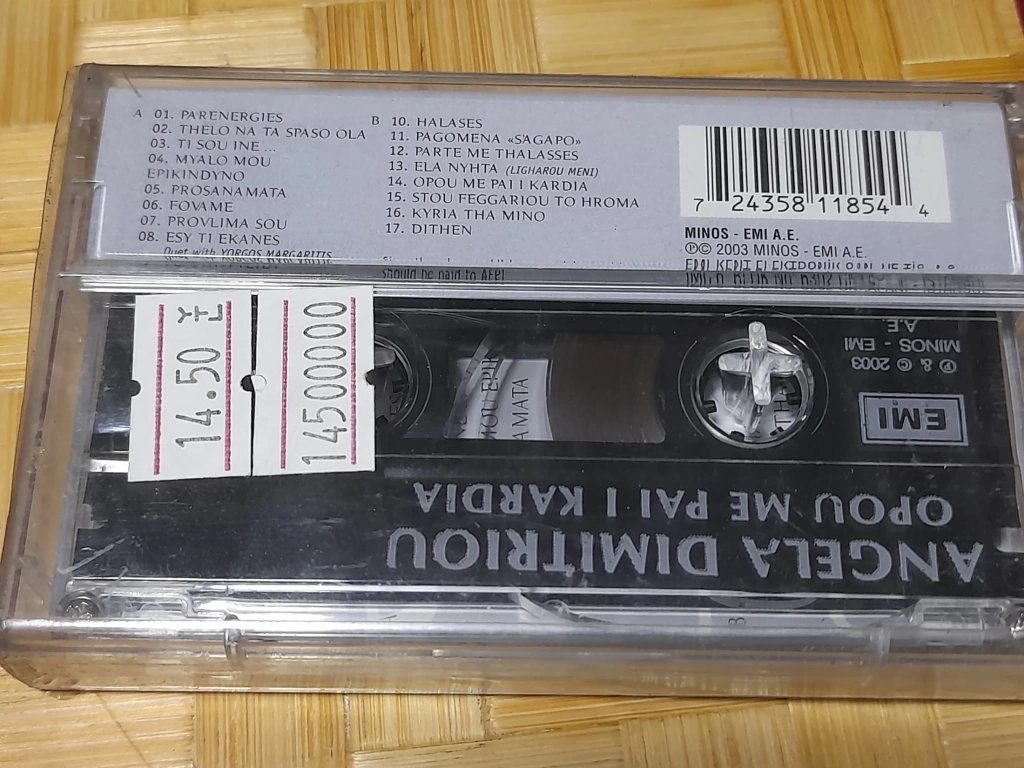 A 01. PARENERGIES
02. THELO NA TA SPASO OLA
03. TI SOU INE ...
04. MYALO MOU
EPIKINDYNO
05. PROSANAMATA
06. FOVAME
07. PROVLIMA SOU
08. ESY TI EKANES
Duet with YORGOS MARGARITIS
B 10. HALASES
11. PAGOMENA «S'AGAPO»
12. PARTE ME THALASSES
13. ELA NYHTA (LIGHAROU MENI)
14. OPOU ME PAI I KARDIA
15. STOU FEGGARIOU TO HROMA
16. KYRIA THA MINO
17. DITHEN
7 24358 11854 4
MINOS - EMI A.E.
℗© 2003 MINOS - EMI A.E.
should be paid to AEPI
14.50
14500000
AMATA
℗ & © 2003
MINOS - EMI
A.E.
EMI
OPOU ME PAI I KARDIA
ANGELA DIMITRIOU
B